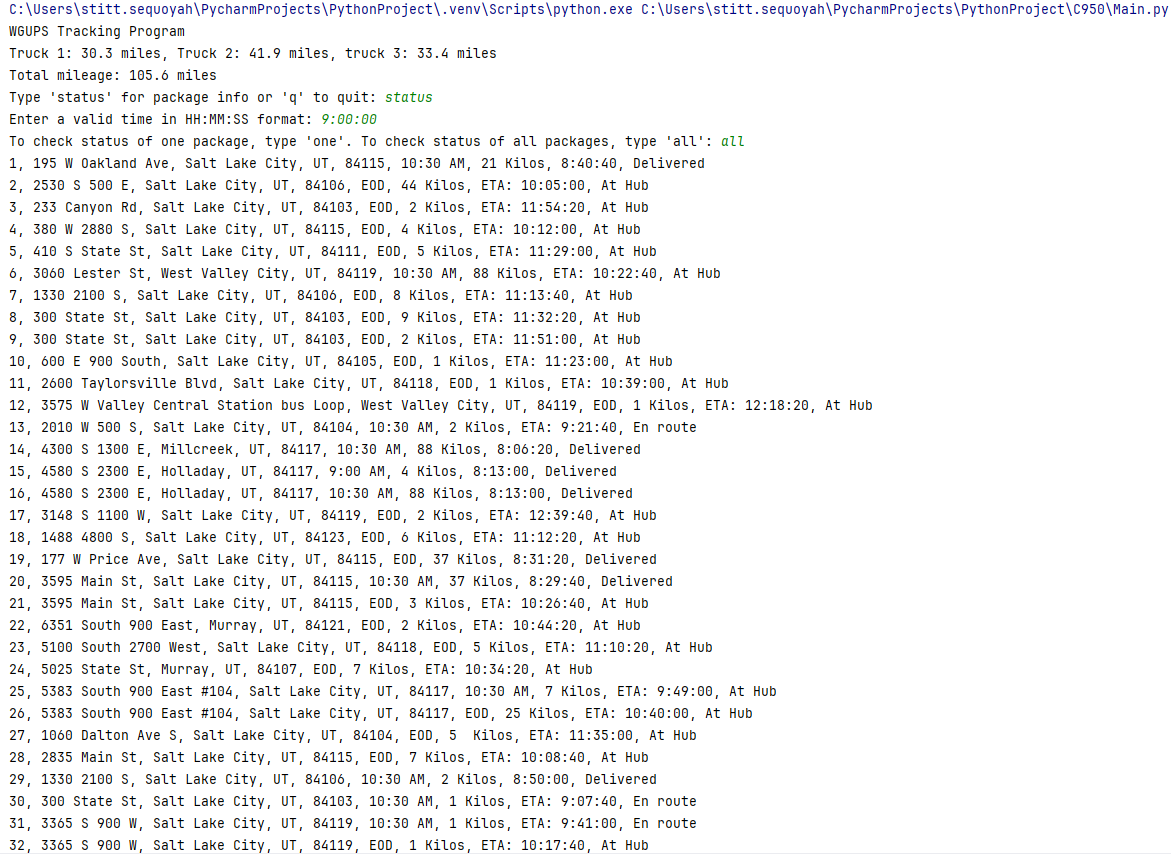 C:\Users\stitt.sequoyah\PycharmProjects\PythonProject\.venv\Scripts\python.exe C:\Users\stitt.sequoyah\PycharmProjects\PythonProject\C950\Main.py
WGUPS Tracking Program
Truck 1: 30.3 miles, Truck 2: 41.9 miles, truck 3: 33.4 miles
Total mileage: 105.6 miles
Type 'status' for package info or 'q' to quit: status
Enter a valid time in HH:MM:SS format: 9:00:00
To check status of one package, type 'one'. To check status of all packages, type 'all': all
1, 195 W Oakland Ave, Salt Lake City, UT, 84115, 10:30 AM, 21 Kilos, 8:40:40, Delivered
2, 2530 S 500 E, Salt Lake City, UT, 84106, EOD, 44 Kilos, ETA: 10:05:00, At Hub
3, 233 Canyon Rd, Salt Lake City, UT, 84103, EOD, 2 Kilos, ETA: 11:54:20, At Hub
4, 380 W 2880 S, Salt Lake City, UT, 84115, EOD, 4 Kilos, ETA: 10:12:00, At Hub
5, 410 S State St, Salt Lake City, UT, 84111, EOD, 5 Kilos, ETA: 11:29:00, At Hub
6, 3060 Lester St, West Valley City, UT, 84119, 10:30 AM, 88 Kilos, ETA: 10:22:40, At Hub
7, 1330 2100 S, Salt Lake City, UT, 84106, EOD, 8 Kilos, ETA: 11:13:40, At Hub
8, 300 State St, Salt Lake City, UT, 84103, EOD, 9 Kilos, ETA: 11:32:20, At Hub
9, 300 State St, Salt Lake City, UT, 84103, EOD, 2 Kilos, ETA: 11:51:00, At Hub
10, 600 E 900 South, Salt Lake City, UT, 84105, EOD, 1 Kilos, ETA: 11:23:00, At Hub
11, 2600 Taylorsville Blvd, Salt Lake City, UT, 84118, EOD, 1 Kilos, ETA: 10:39:00, At Hub
12, 3575 W Valley Central Station bus Loop, West Valley City, UT, 84119, EOD, 1 Kilos, ETA: 12:18:20, At Hub
13, 2010 W 500 S, Salt Lake City, UT, 84104, 10:30 AM, 2 Kilos, ETA: 9:21:40, En route
14, 4300 S 1300 E, Millcreek, UT, 84117, 10:30 AM, 88 Kilos, 8:06:20, Delivered
15, 4580 S 2300 E, Holladay, UT, 84117, 9:00 AM, 4 Kilos, 8:13:00, Delivered
16, 4580 S 2300 E, Holladay, UT, 84117, 10:30 AM, 88 Kilos, 8:13:00, Delivered
17, 3148 S 1100 W, Salt Lake City, UT, 84119, EOD, 2 Kilos, ETA: 12:39:40, At Hub
18, 1488 4800 S, Salt Lake City, UT, 84123, EOD, 6 Kilos, ETA: 11:12:20, At Hub
19, 177 W Price Ave, Salt Lake City, UT, 84115, EOD, 37 Kilos, 8:31:20, Delivered
20, 3595 Main St, Salt Lake City, UT, 84115, 10:30 AM, 37 Kilos, 8:29:40, Delivered
21, 3595 Main St, Salt Lake City, UT, 84115, EOD, 3 Kilos, ETA: 10:26:40, At Hub
22, 6351 South 900 East, Murray, UT, 84121, EOD, 2 Kilos, ETA: 10:44:20, At Hub
23, 5100 South 2700 West, Salt Lake City, UT, 84118, EOD, 5 Kilos, ETA: 11:10:20, At Hub
24, 5025 State St, Murray, UT, 84107, EOD, 7 Kilos, ETA: 10:34:20, At Hub
25, 5383 South 900 East #104, Salt Lake City, UT, 84117, 10:30 AM, 7 Kilos, ETA: 9:49:00, At Hub
26, 5383 South 900 East #104, Salt Lake City, UT, 84117, EOD, 25 Kilos, ETA: 10:40:00, At Hub
27, 1060 Dalton Ave S, Salt Lake City, UT, 84104, EOD, 5  Kilos, ETA: 11:35:00, At Hub
28, 2835 Main St, Salt Lake City, UT, 84115, EOD, 7 Kilos, ETA: 10:08:40, At Hub
29, 1330 2100 S, Salt Lake City, UT, 84106, 10:30 AM, 2 Kilos, 8:50:00, Delivered
30, 300 State St, Salt Lake City, UT, 84103, 10:30 AM, 1 Kilos, ETA: 9:07:40, En route
31, 3365 S 900 W, Salt Lake City, UT, 84119, 10:30 AM, 1 Kilos, ETA: 9:41:00, En route
32, 3365 S 900 W, Salt Lake City, UT, 84119, EOD, 1 Kilos, ETA: 10:17:40, At Hub